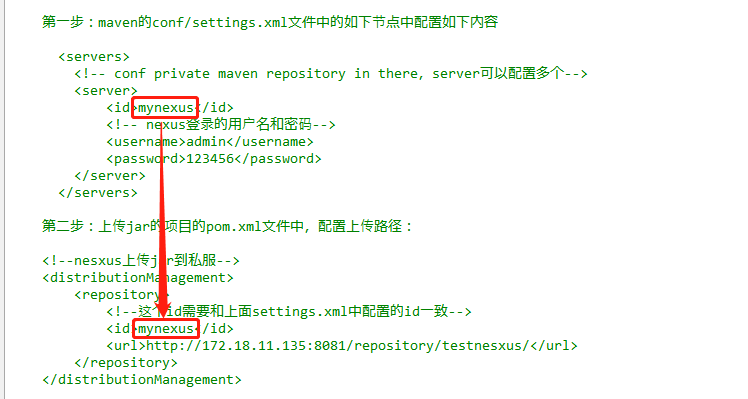 第一步：maven的conf/settings.xml文件中的如下节点中配置如下内容
<servers>
<!-- conf private maven repository in there, server可以配置多个-->
<server>
<id>mynexus</id>
<!-- nexus登录的用户名和密码-->
<username>admin</username>
<password>123456</password>
</server>
</servers>
第二步：上传jar的项目的pom.xml文件中，配置上传路径：
<!--nesxus上传jar到私服-->
<distributionManagement>
<repository>
<!--这个id需要和上面settings.xml中配置的id一致-->
<id>mynexus</id>
<url>http://172.18.11.135:8081/repository/testnesxus/</url>
</repository>
</distributionManagement>